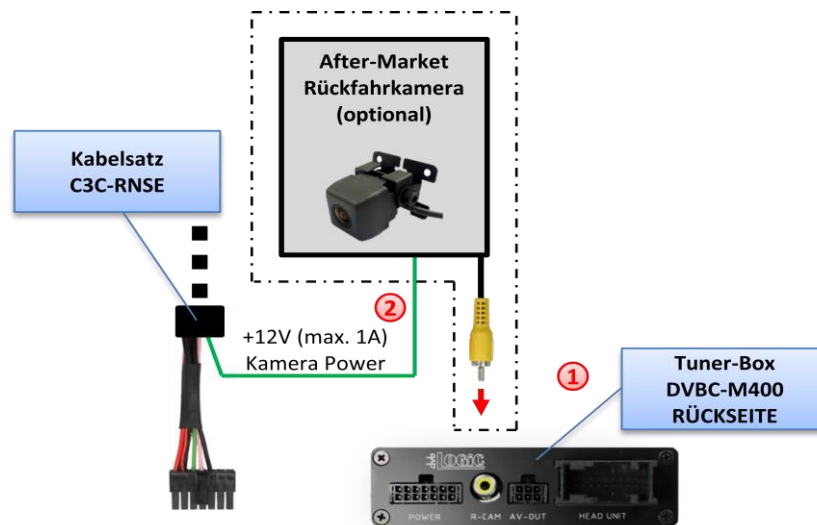 After-Market
Rückfahrkamera
(optional)
Kabelsatz
C3C-RNSE
2
+12V (max. 1A)
Kamera Power
1
Tuner-Box
DVBC-M400
RÜCKSEITE
dvb LOGiC
POWER R-CAM AV-OUT HEAD UNIT